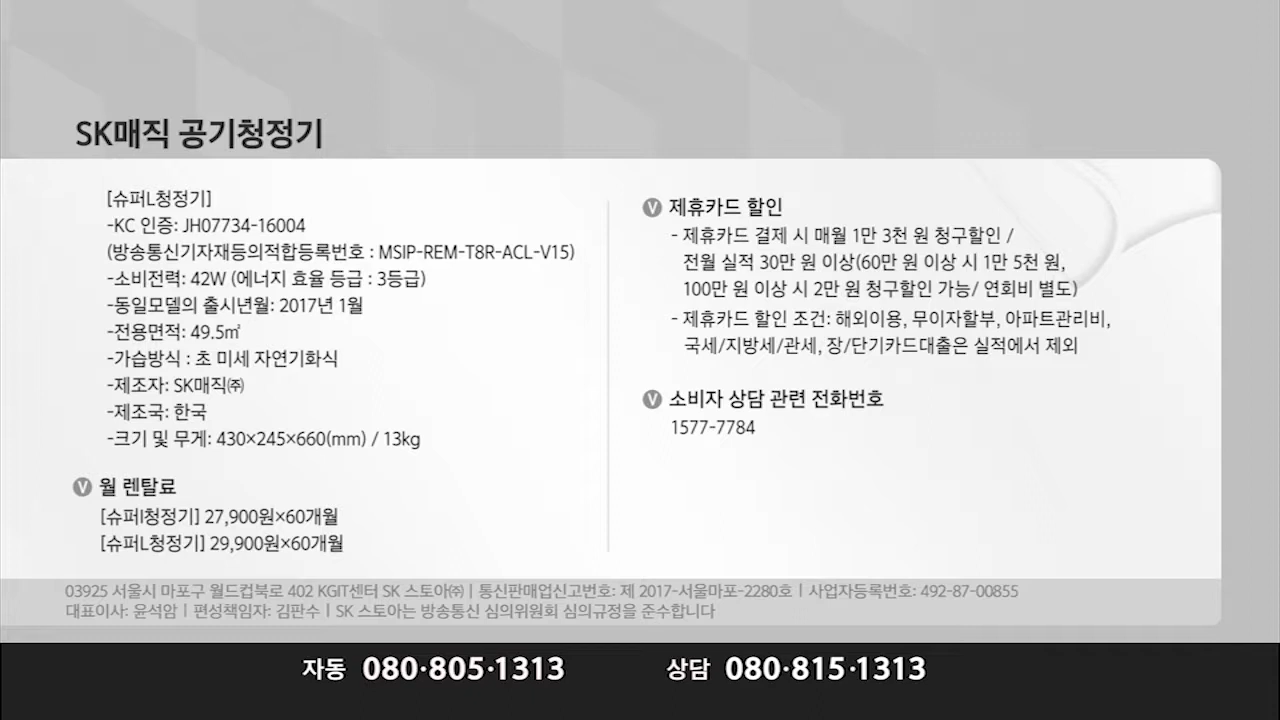 SK매직 공기청정기
[슈퍼L청정기]
-KC 인증: JH07734-16004
(방송통신기자재등의적합등록번호 : MSIP-REM-T8R-ACL-V15)
-소비전력: 42W (에너지 효율 등급 : 3등급)
-동일모델의 출시년월: 2017년 1월
-전용면적: 49.5㎡
-가습방식 : 초 미세 자연기화식
-제조자: SK매직㈜
-제조국: 한국
-크기 및 무게: 430×245×660(mm) / 13kg
V 월 렌탈료
[슈퍼I청정기] 27,900원×60개월
[슈퍼L청정기] 29,900원×60개월
V 제휴카드 할인
- 제휴카드 결제 시 매월 1만 3천 원 청구할인 /
전월 실적 30만 원 이상(60만 원 이상 시 1만 5천 원,
100만 원 이상 시 2만 원 청구할인 가능/ 연회비 별도)
- 제휴카드 할인 조건: 해외이용, 무이자할부, 아파트관리비,
국세/지방세/관세, 장/단기카드대출은 실적에서 제외
V 소비자 상담 관련 전화번호
1577-7784
03925 서울시 마포구 월드컵북로 402 KGIT센터 SK 스토아㈜ | 통신판매업신고번호: 제 2017-서울마포-2280호 | 사업자등록번호: 492-87-00855
대표이사: 윤석암 | 편성책임자: 김판수 | SK 스토아는 방송통신 심의위원회 심의규정을 준수합니다
자동 080·805·1313 상담 080·815·1313